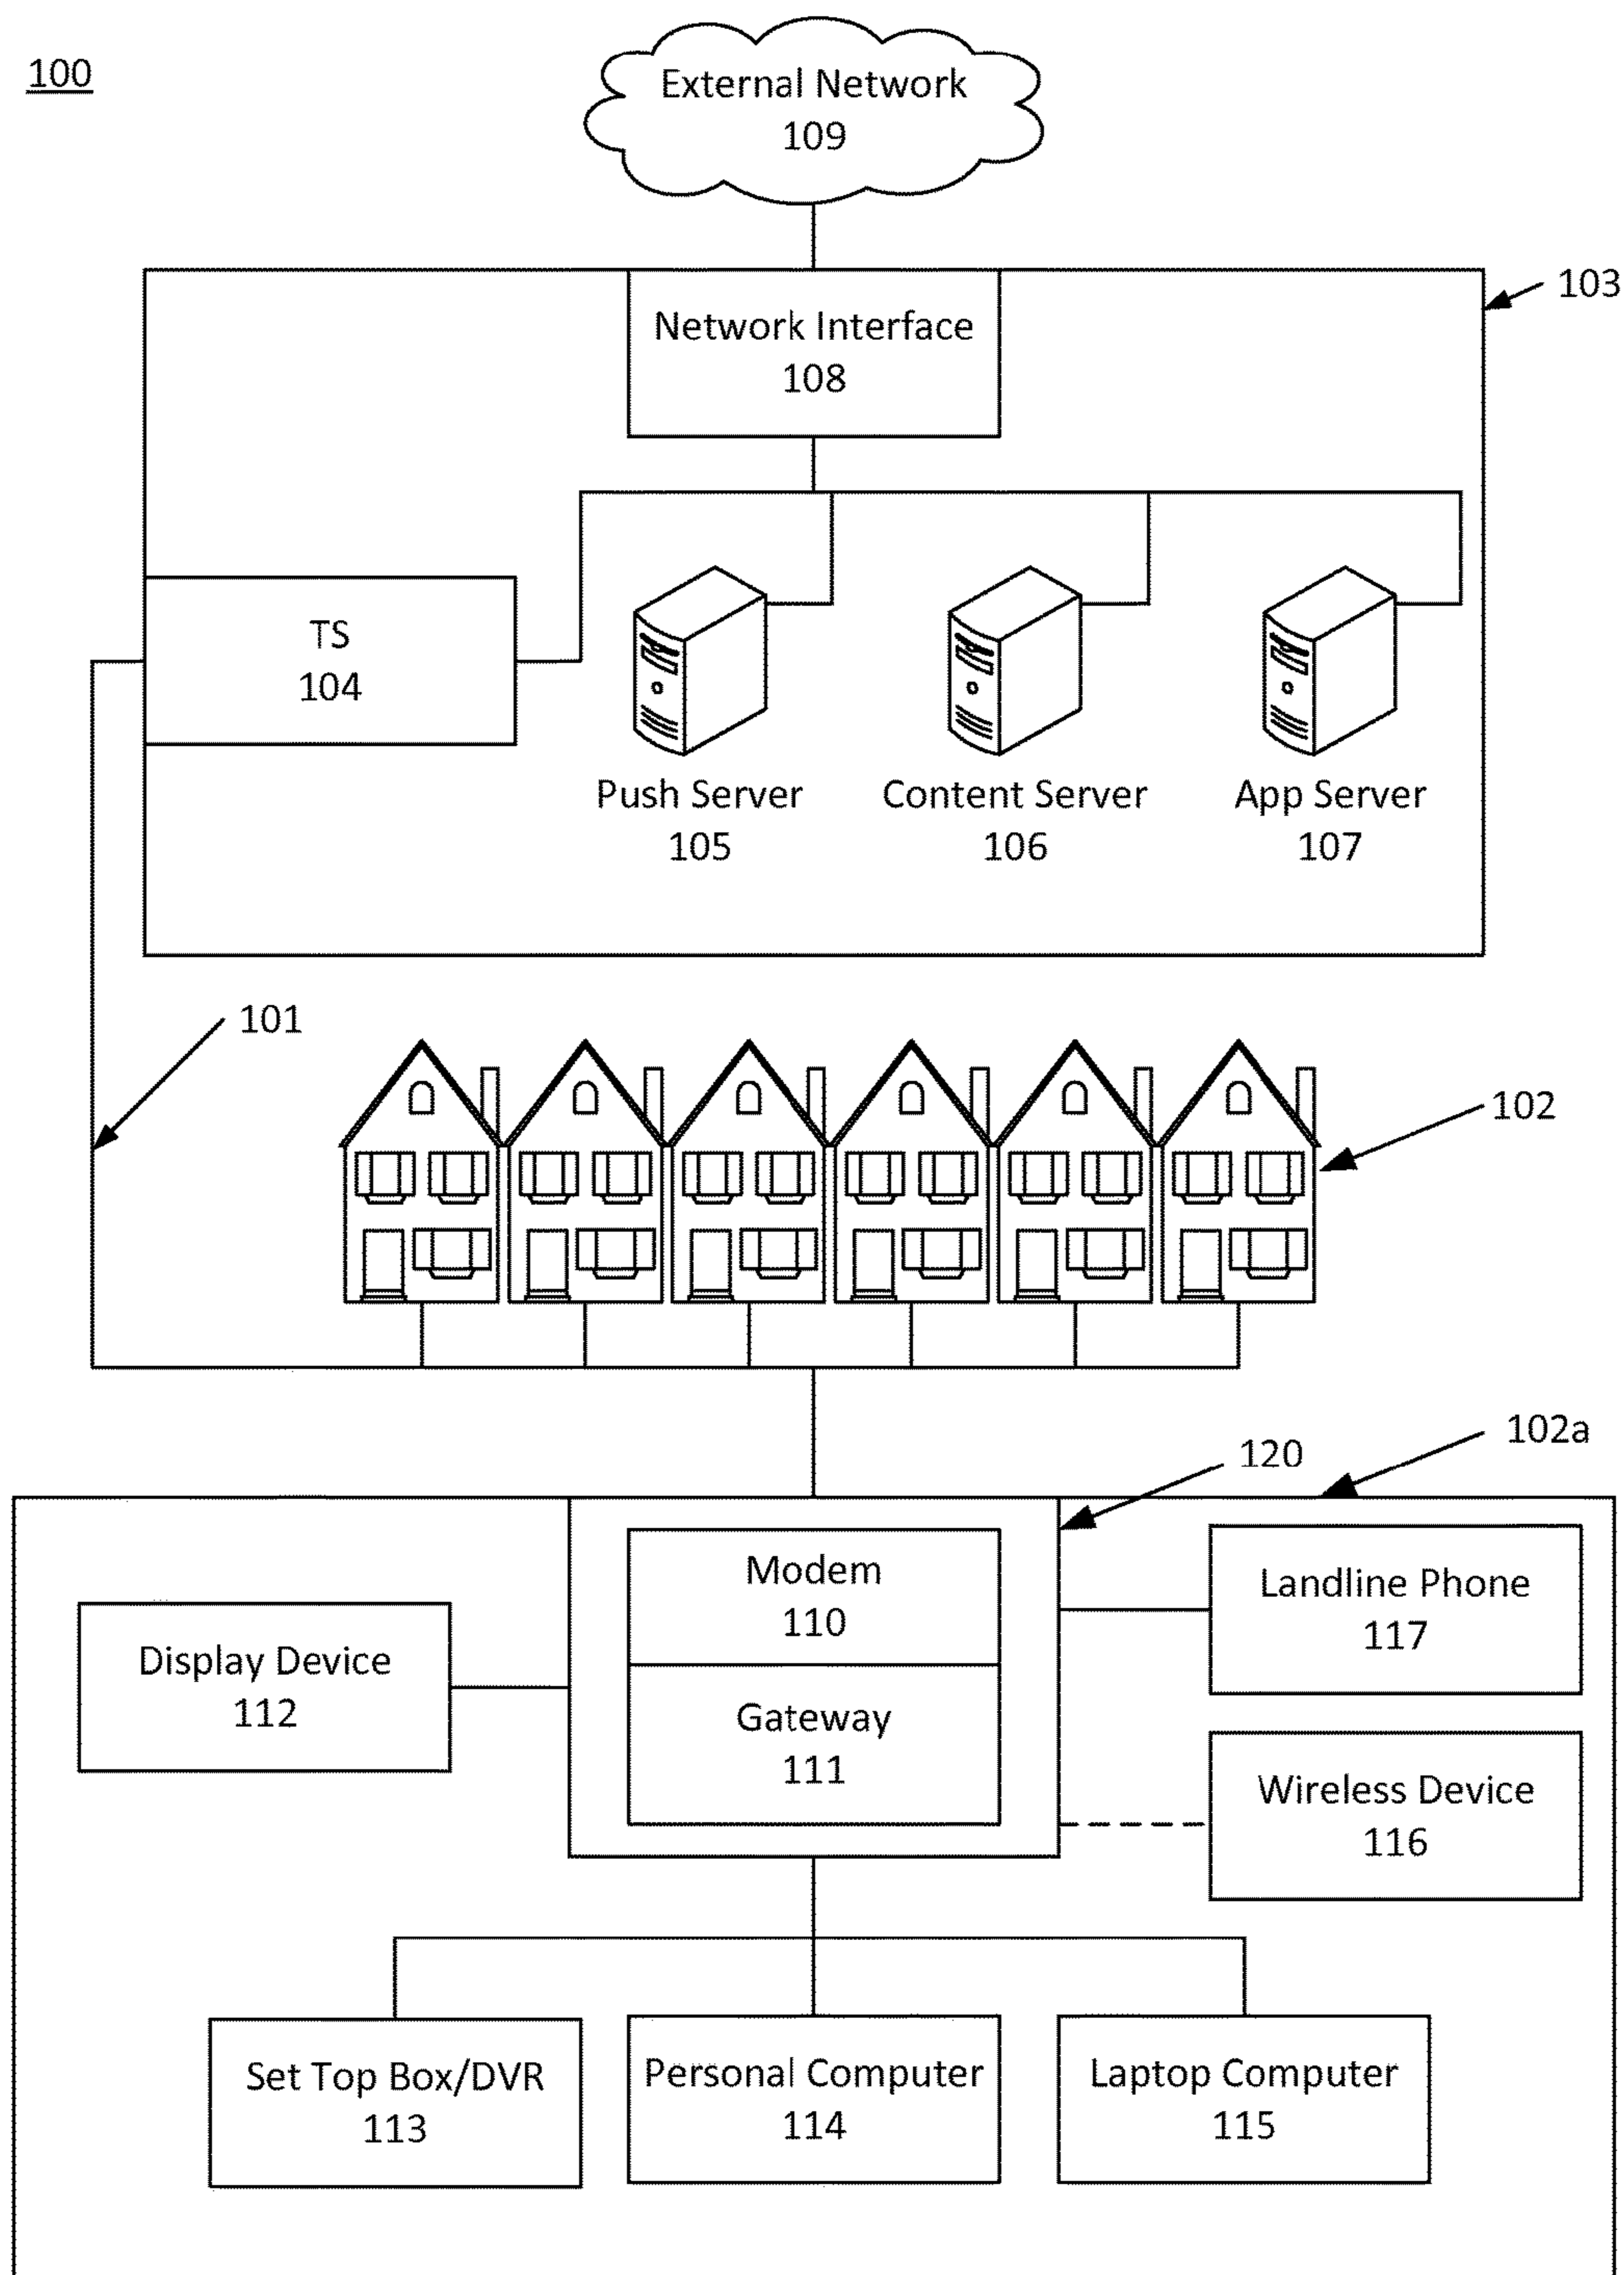 100
External Network
109
103
Network Interface
108
TS
104
Push Server
105
Content Server
106
App Server
107
101
102
102a
120
Modem
110
Landline Phone
117
Display Device
112
Gateway
111
Wireless Device
116
Set Top Box/DVR
113
Personal Computer
114
Laptop Computer
115